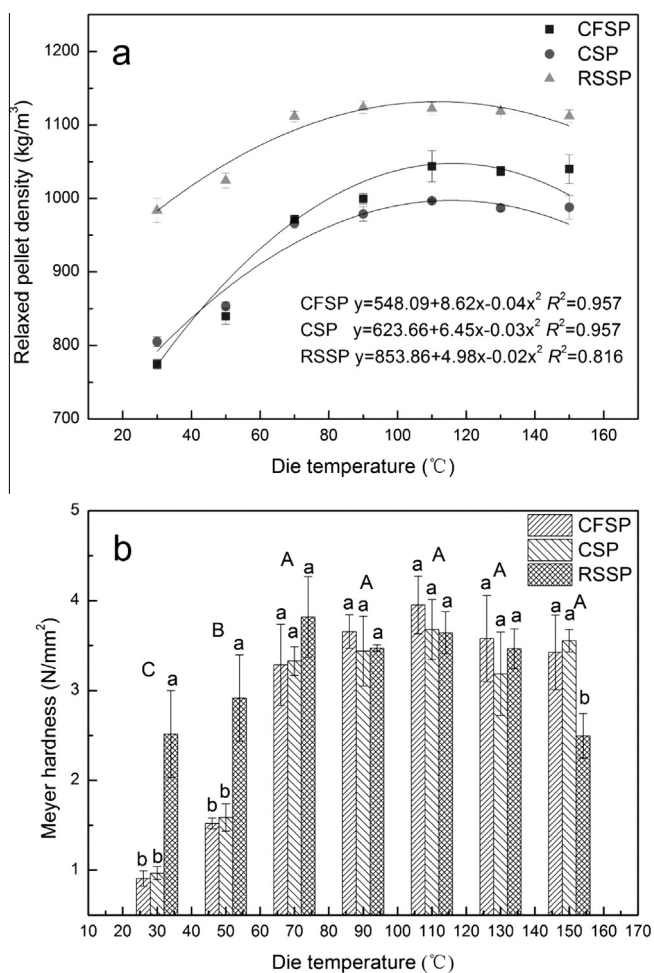 a
CFSP
CSP
RSSP
1200
1100
1000
900
800
700
Relaxed pellet density (kg/m³)
CFSP y=548.09+8.62x-0.04x² R²=0.957
CSP y=623.66+6.45x-0.03x² R²=0.957
RSSP y=853.86+4.98x-0.02x² R²=0.816
20 40 60 80 100 120 140 160
Die temperature (℃)
b
CFSP
CSP
RSSP
5
4
3
2
1
Meyer hardness (N/mm²)
C B A A A A A
b b a
b b a
a a a
a a a
a a a
a a a
a a b
10 20 30 40 50 60 70 80 90 100 110 120 130 140 150 160 170
Die temperature (℃)